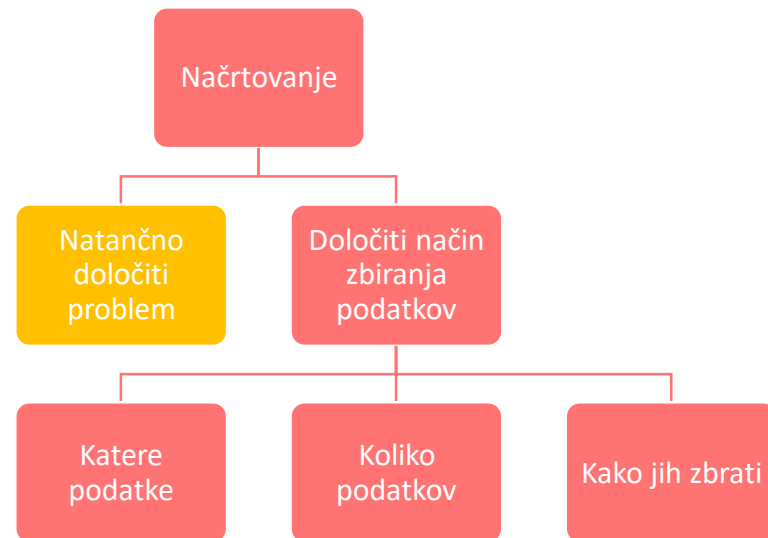 Načrtovanje
Natančno
določiti
problem
Določiti način
zbiranja
podatkov
Katere
podatke
Koliko
podatkov
Kako jih zbrati